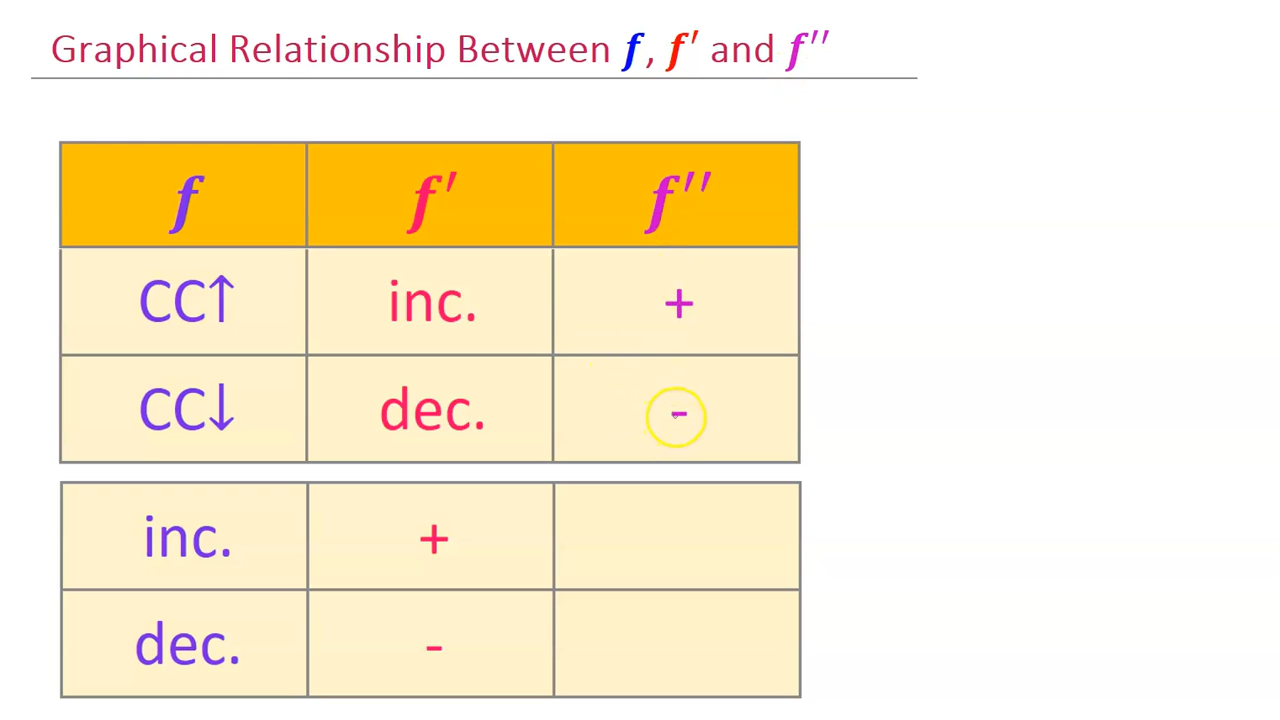 Graphical Relationship Between f, f′ and f′′
f f′ f′′
CC↑ inc. +
CC↓ dec. -
inc. +
dec. -